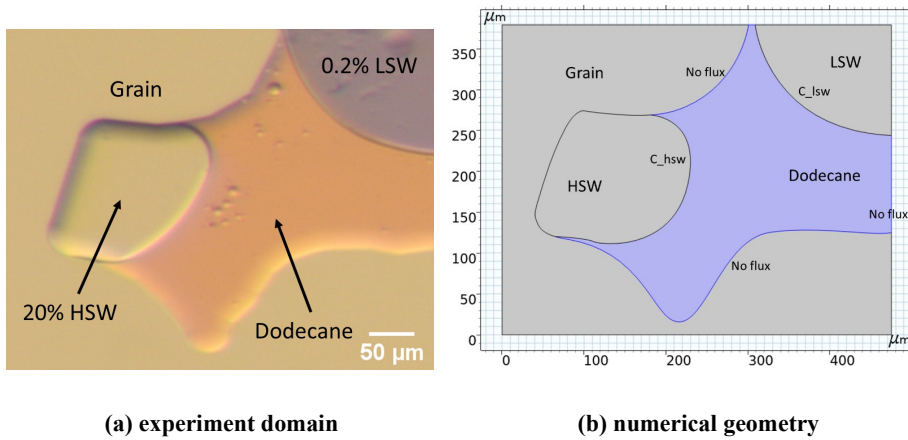 0.2% LSW
Grain
20% HSW
Dodecane
50 μm
(a) experiment domain
μm
350
300
250
200
150
100
50
0
Grain
No flux
LSW
C_lsw
C_hsw
HSW
Dodecane
No flux
No flux
μm
0
100
200
300
400
(b) numerical geometry